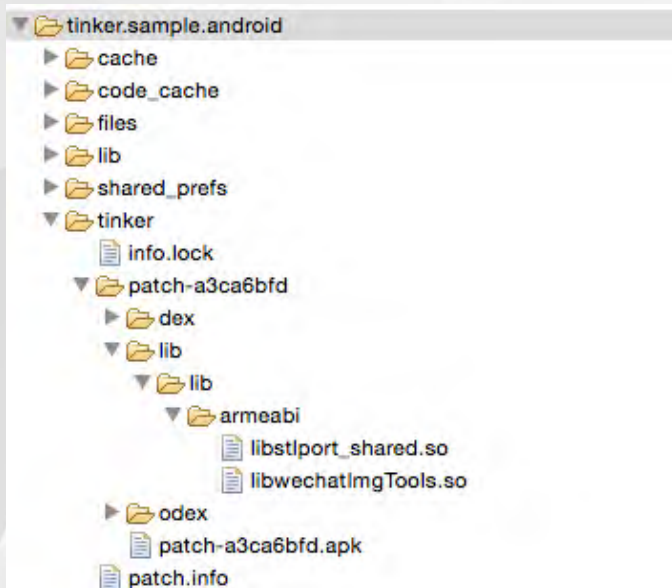 tinker.sample.android
cache
code_cache
files
lib
shared_prefs
tinker
info.lock
patch-a3ca6bfd
dex
lib
lib
armeabi
libstlport_shared.so
libwechatImgTools.so
odex
patch-a3ca6bfd.apk
patch.info